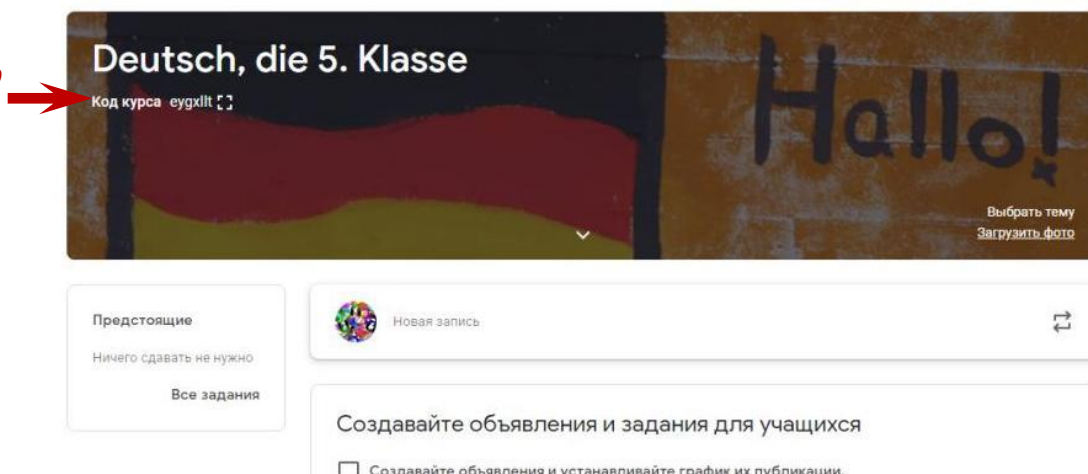 Deutsch, die 5. Klasse
Код курса eygxllt
Hallo!
Выбрать тему
Загрузить фото
Предстоящие
Ничего сдавать не нужно
Все задания
Новая запись
Создавайте объявления и задания для учащихся
Создавайте объявления и устанавливайте график их публикации.